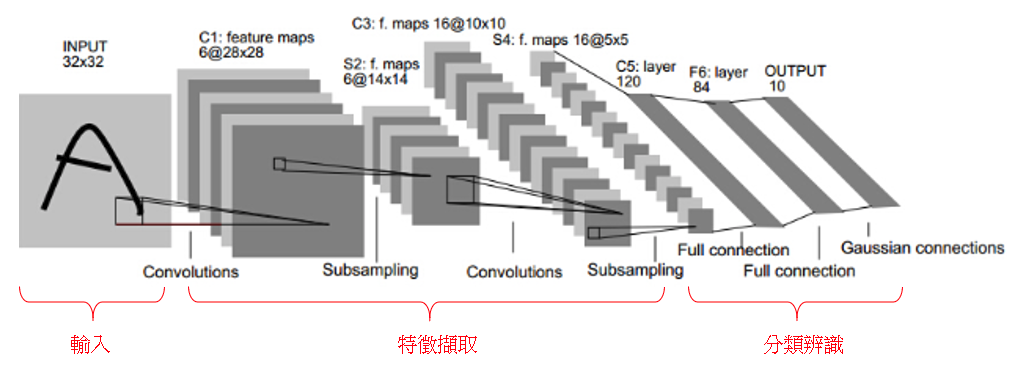 INPUT
32x32
C1: feature maps
6@28x28
S2: f. maps
6@14x14
C3: f. maps 16@10x10
S4: f. maps 16@5x5
C5: layer
120
F6: layer
84
OUTPUT
10
Convolutions
Subsampling
Convolutions
Subsampling
Full connection
Full connection
Gaussian connections
輸入
特徵擷取
分類辨識